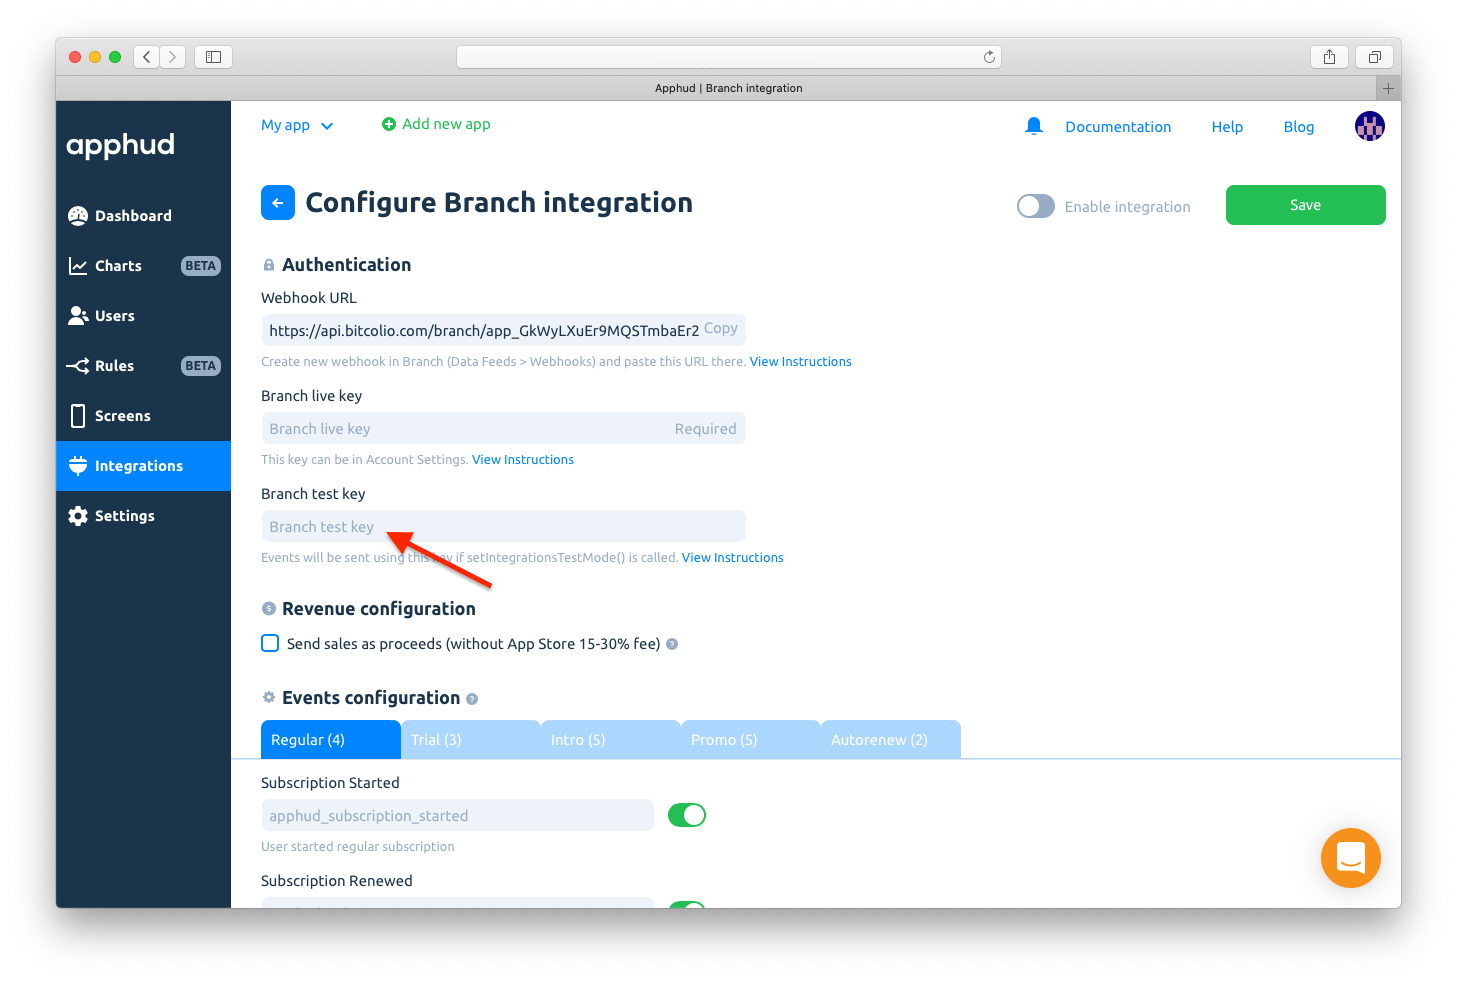 Apphud | Branch integration
apphud
My app
Add new app
Documentation
Help
Blog
Dashboard
Charts BETA
Users
Rules BETA
Screens
Integrations
Settings
Configure Branch integration
Enable integration
Save
Authentication
Webhook URL
https://api.bitcolio.com/branch/app_GkWyLXuEr9MQSTmbaEr2 Copy
Create new webhook in Branch (Data Feeds > Webhooks) and paste this URL there. View Instructions
Branch live key
Branch live key Required
This key can be in Account Settings. View Instructions
Branch test key
Branch test key
Events will be sent using this key if setIntegrationsTestMode() is called. View Instructions
Revenue configuration
Send sales as proceeds (without App Store 15-30% fee) ?
Events configuration ?
Regular (4) Trial (3) Intro (5) Promo (5) Autorenew (2)
Subscription Started
apphud_subscription_started
User started regular subscription
Subscription Renewed